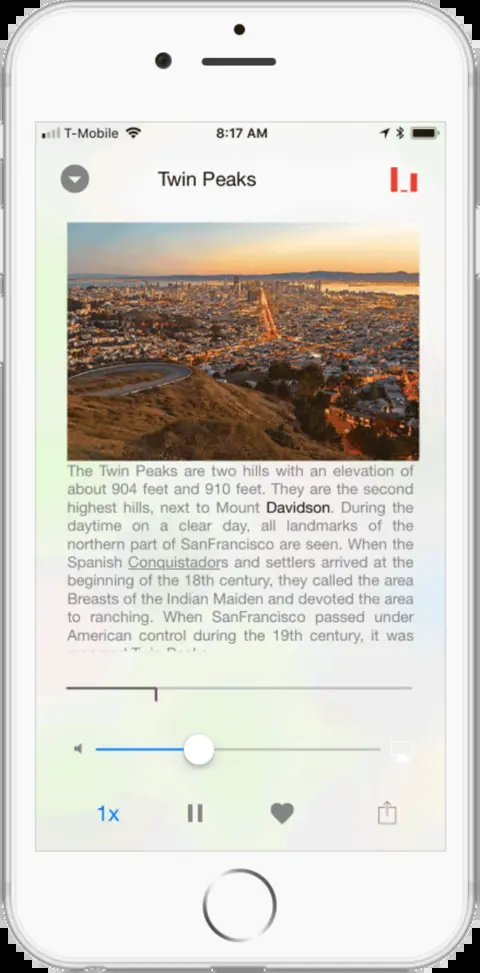 T-Mobile 8:17 AM
Twin Peaks
The Twin Peaks are two hills with an elevation of
about 904 feet and 910 feet. They are the second
highest hills, next to Mount Davidson. During the
daytime on a clear day, all landmarks of the
northern part of SanFrancisco are seen. When the
Spanish Conquistadors and settlers arrived at the
beginning of the 18th century, they called the area
Breasts of the Indian Maiden and devoted the area
to ranching. When SanFrancisco passed under
American control during the 19th century, it was
1x